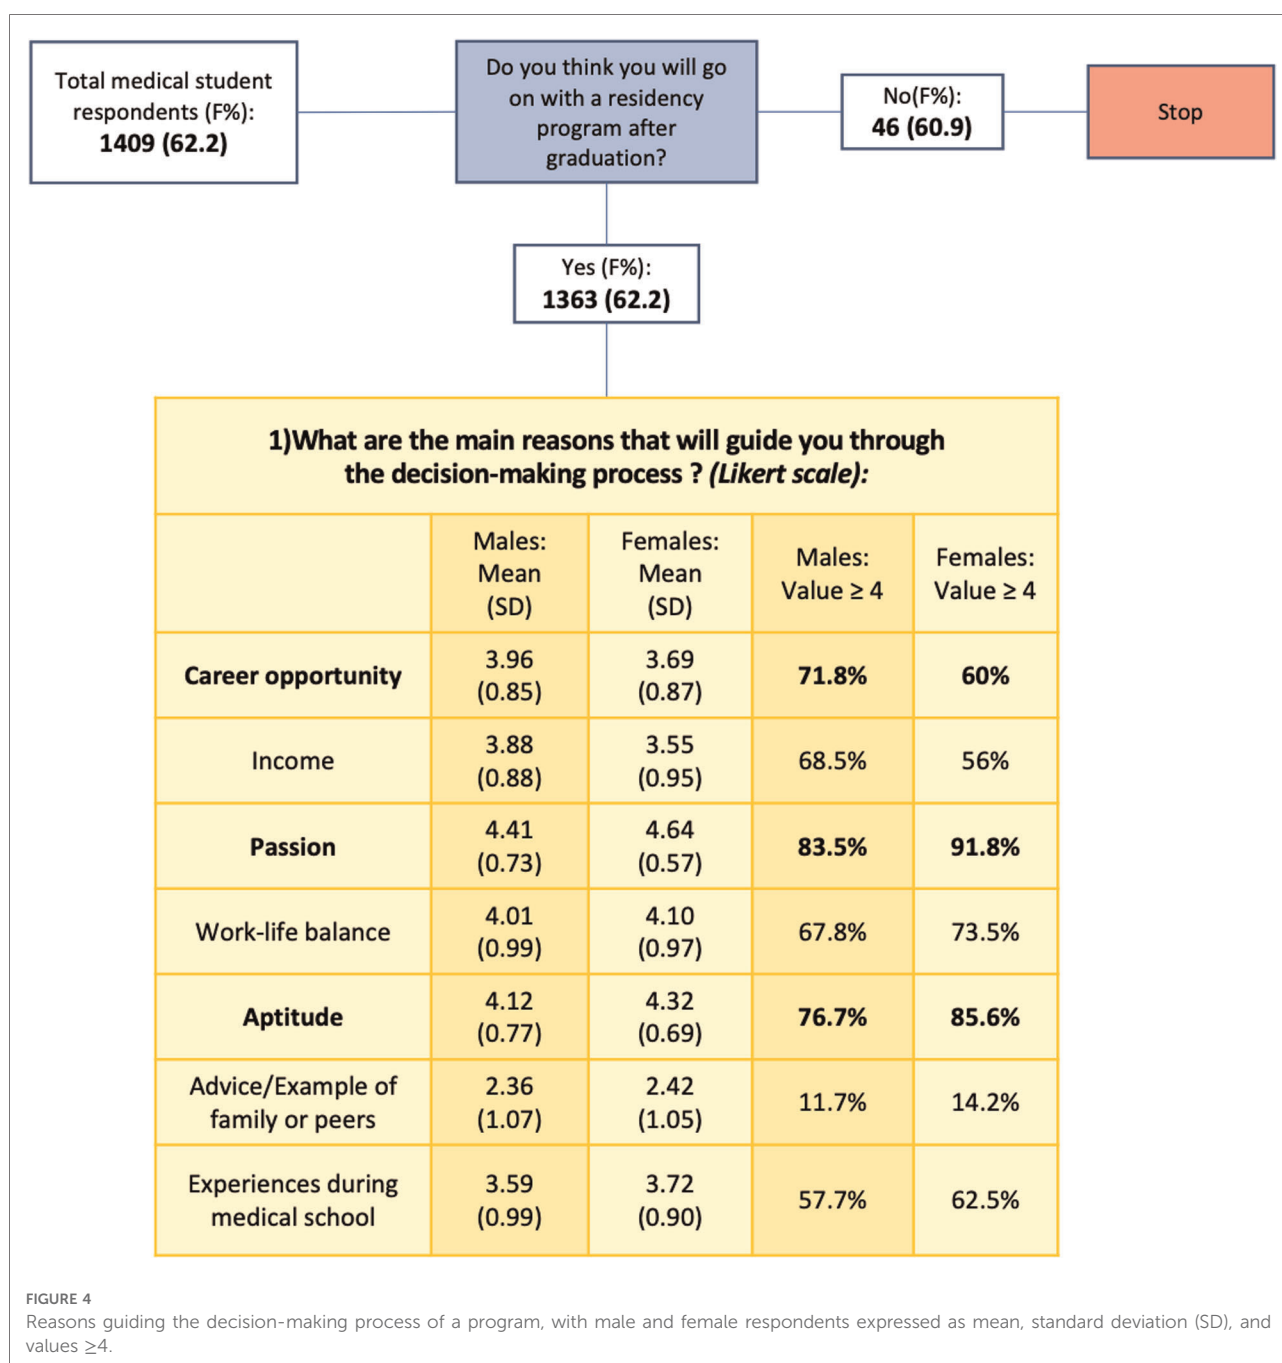 Total medical student
respondents (F%):
1409 (62.2)
Do you think you will go
on with a residency
program after
graduation?
No(F%):
46 (60.9)
Stop
Yes (F%):
1363 (62.2)
1)What are the main reasons that will guide you through
the decision-making process ? (Likert scale):
Males:
Mean
(SD)
Females:
Mean
(SD)
Males:
Value ≥ 4
Females:
Value ≥ 4
Career opportunity
3.96
(0.85)
3.69
(0.87)
71.8%
60%
Income
3.88
(0.88)
3.55
(0.95)
68.5%
56%
Passion
4.41
(0.73)
4.64
(0.57)
83.5%
91.8%
Work-life balance
4.01
(0.99)
4.10
(0.97)
67.8%
73.5%
Aptitude
4.12
(0.77)
4.32
(0.69)
76.7%
85.6%
Advice/Example of
family or peers
2.36
(1.07)
2.42
(1.05)
11.7%
14.2%
Experiences during
medical school
3.59
(0.99)
3.72
(0.90)
57.7%
62.5%
FIGURE 4
Reasons guiding the decision-making process of a program, with male and female respondents expressed as mean, standard deviation (SD), and
values ≥4.